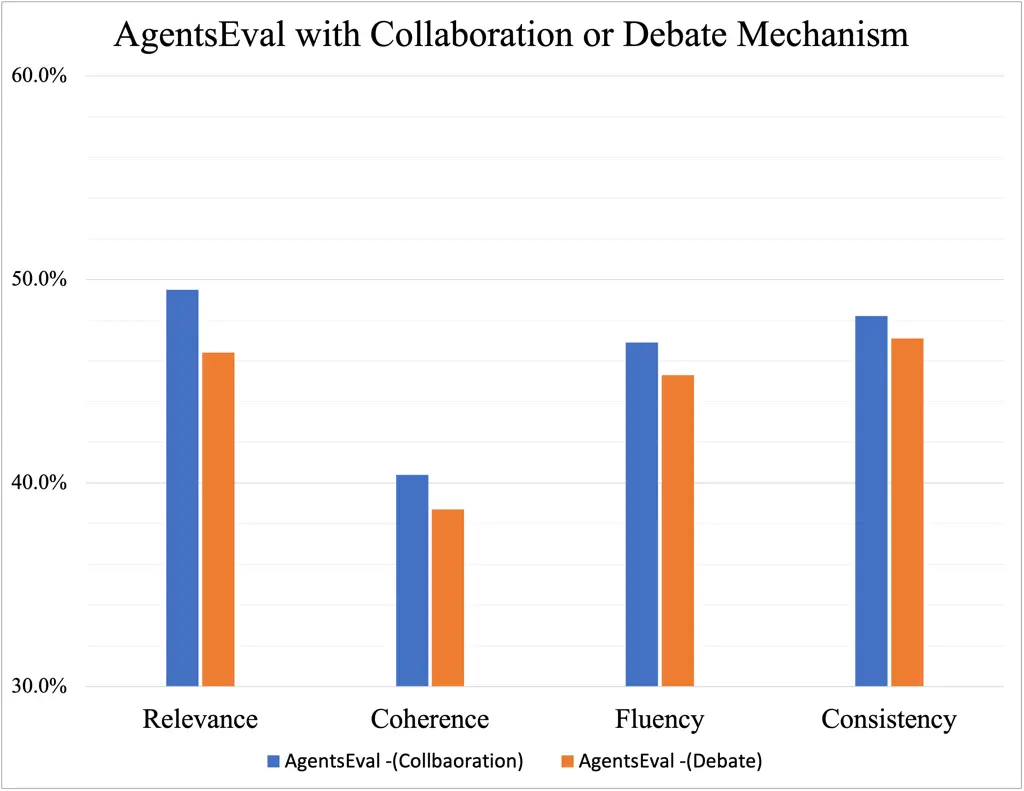 AgentsEval with Collaboration or Debate Mechanism
60.0%
50.0%
40.0%
30.0%
Relevance Coherence Fluency Consistency
AgentsEval -(Collbaoration) AgentsEval -(Debate)